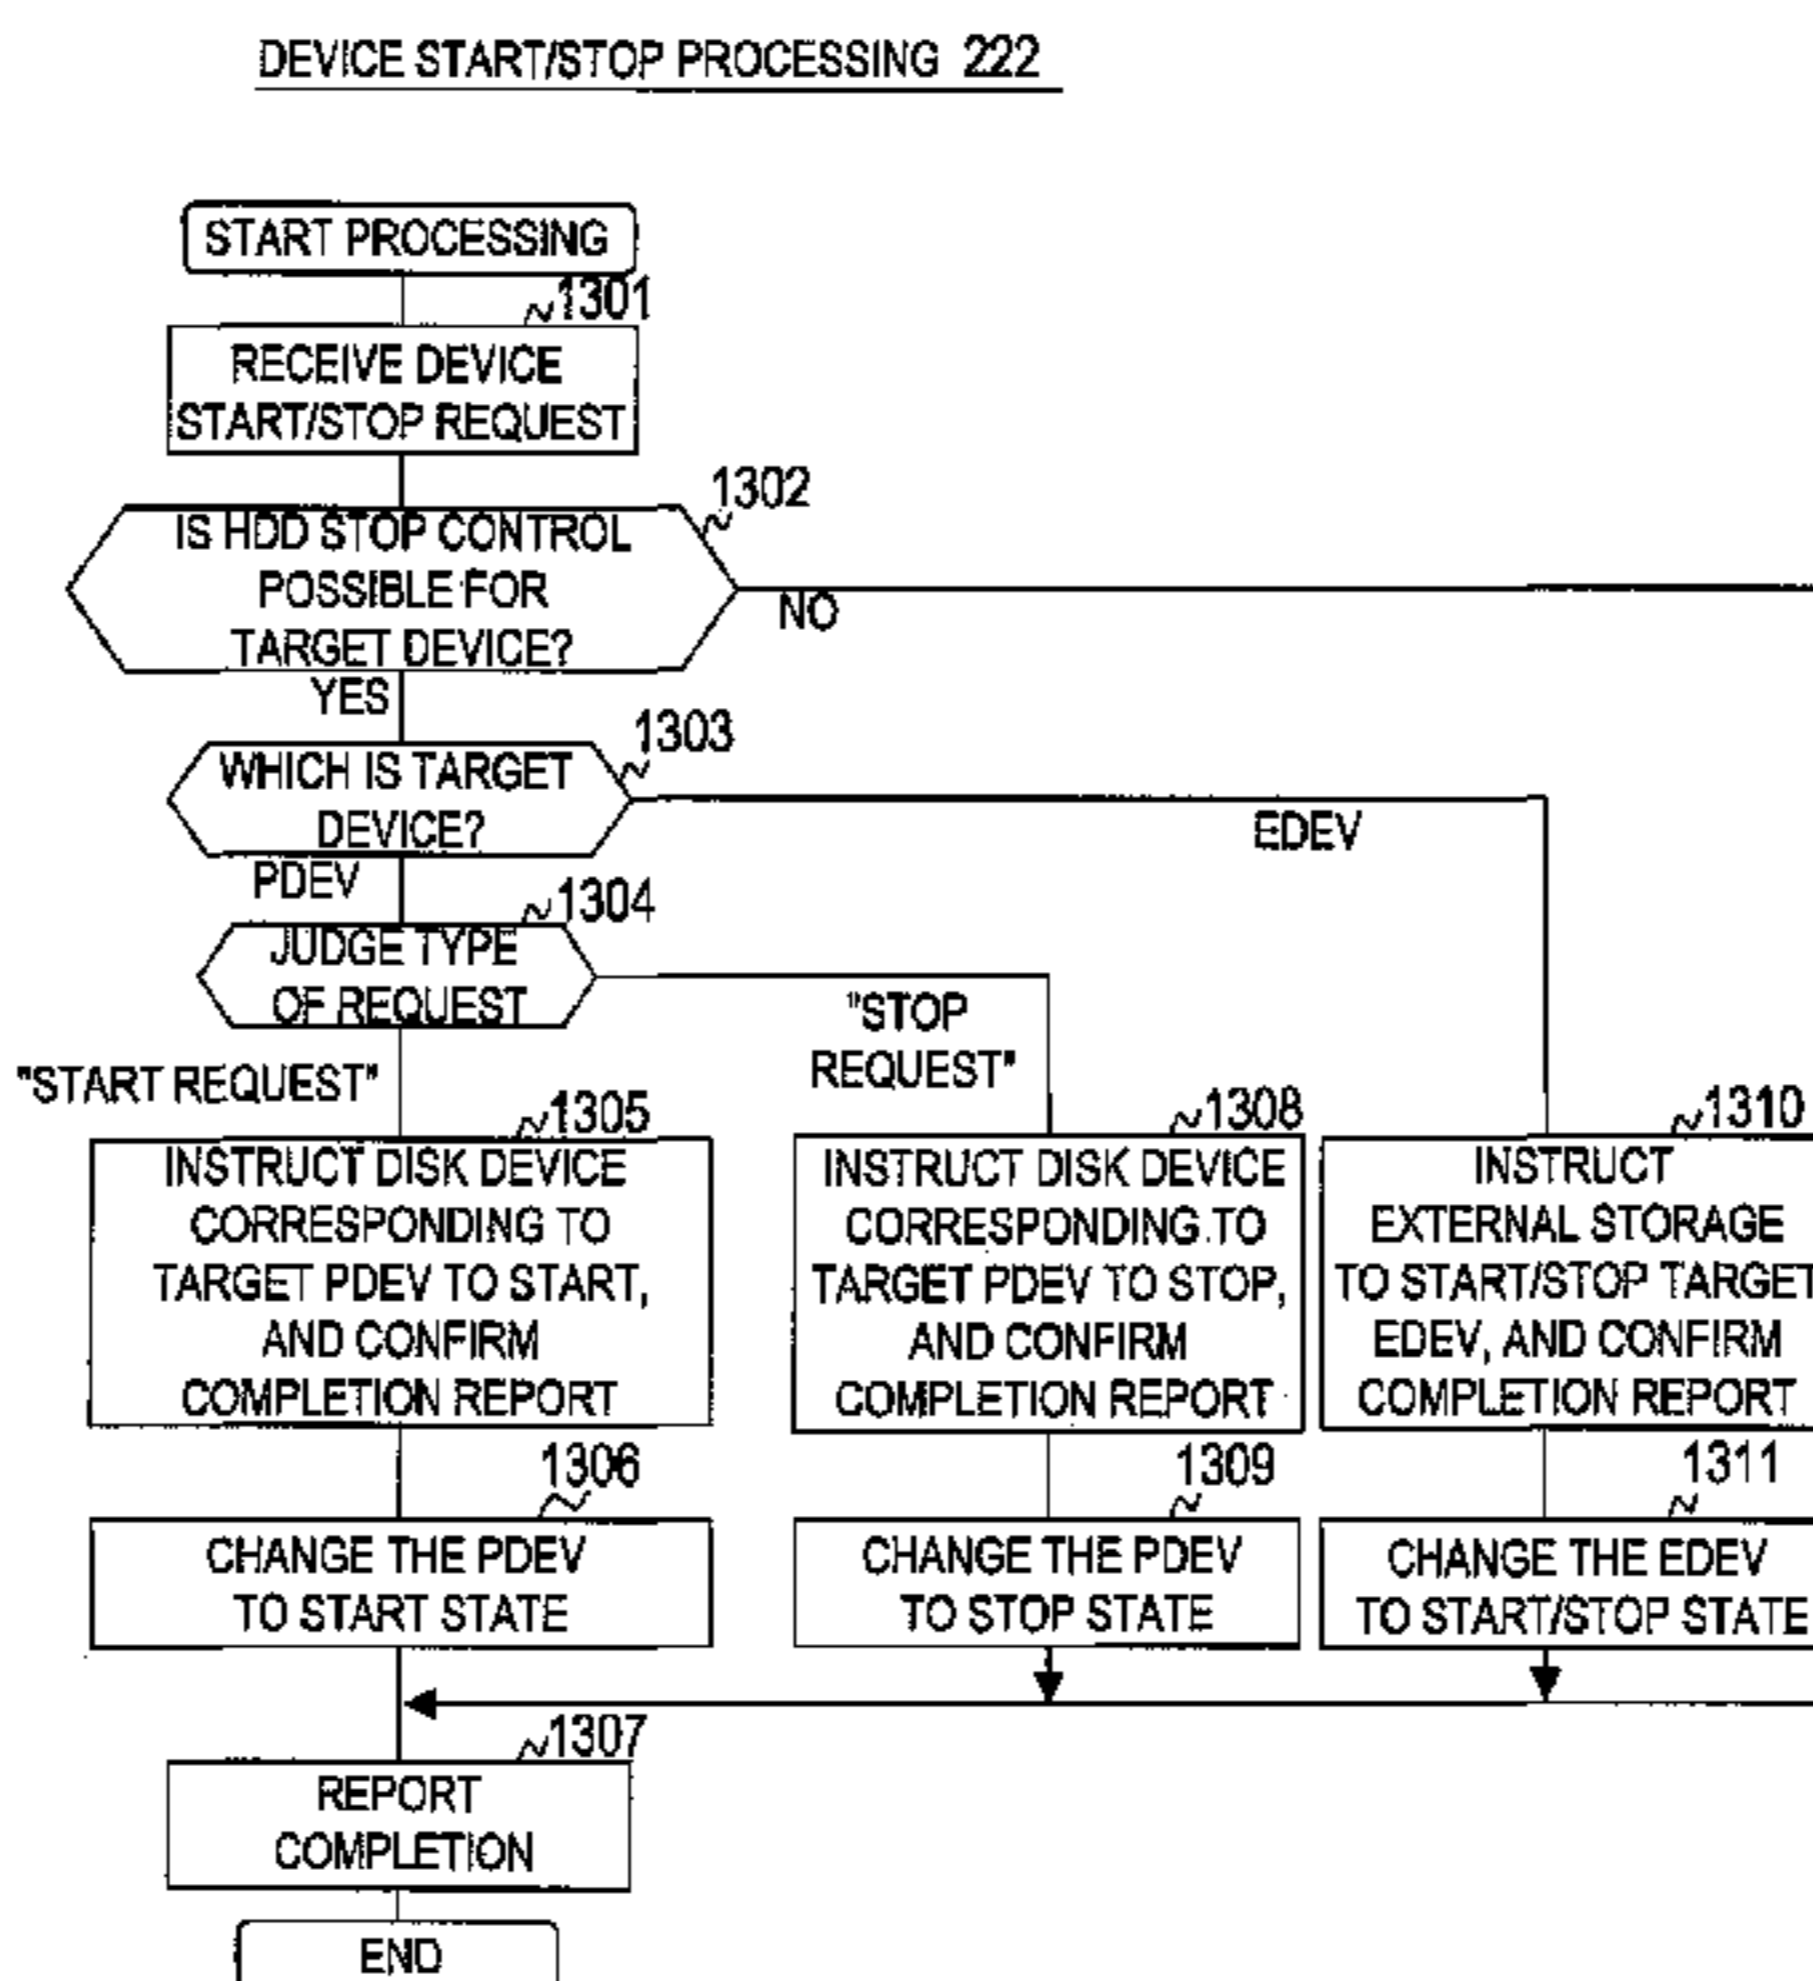 DEVICE START/STOP PROCESSING 222
START PROCESSING
1301
RECEIVE DEVICE
START/STOP REQUEST
1302
IS HDD STOP CONTROL
POSSIBLE FOR
TARGET DEVICE?
NO
YES
1303
WHICH IS TARGET
DEVICE?
EDEV
PDEV
1304
JUDGE TYPE
OF REQUEST
"STOP
REQUEST"
"START REQUEST"
1305
INSTRUCT DISK DEVICE
CORRESPONDING TO
TARGET PDEV TO START,
AND CONFIRM
COMPLETION REPORT
1308
INSTRUCT DISK DEVICE
CORRESPONDING TO
TARGET PDEV TO STOP,
AND CONFIRM
COMPLETION REPORT
1310
INSTRUCT
EXTERNAL STORAGE
TO START/STOP TARGET
EDEV, AND CONFIRM
COMPLETION REPORT
1306
CHANGE THE PDEV
TO START STATE
1309
CHANGE THE PDEV
TO STOP STATE
1311
CHANGE THE EDEV
TO START/STOP STATE
1307
REPORT
COMPLETION
END